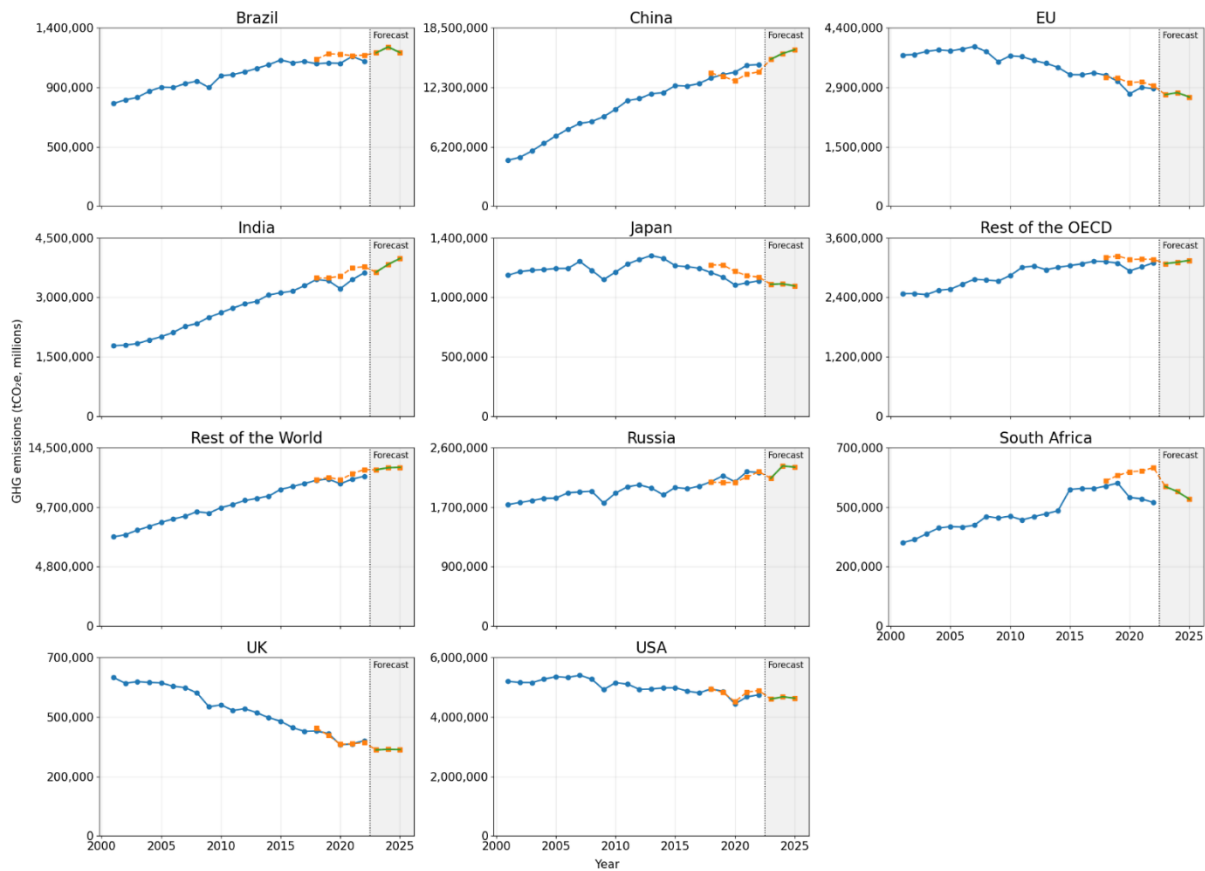 Brazil
1,400,000
900,000
500,000
0
Forecast
China
18,500,000
12,300,000
6,200,000
0
Forecast
EU
4,400,000
2,900,000
1,500,000
0
Forecast
India
4,500,000
3,000,000
1,500,000
0
Forecast
Japan
1,400,000
1,000,000
500,000
0
Forecast
Rest of the OECD
3,600,000
2,400,000
1,200,000
0
Forecast
GHG emissions (tCO₂e, millions)
Rest of the World
14,500,000
9,700,000
4,800,000
0
Forecast
Russia
2,600,000
1,700,000
900,000
0
Forecast
South Africa
700,000
500,000
200,000
0
Forecast
2000 2005 2010 2015 2020 2025
UK
700,000
500,000
200,000
0
Forecast
2000 2005 2010 2015 2020 2025
USA
6,000,000
4,000,000
2,000,000
0
Forecast
2000 2005 2010 2015 2020 2025
Year